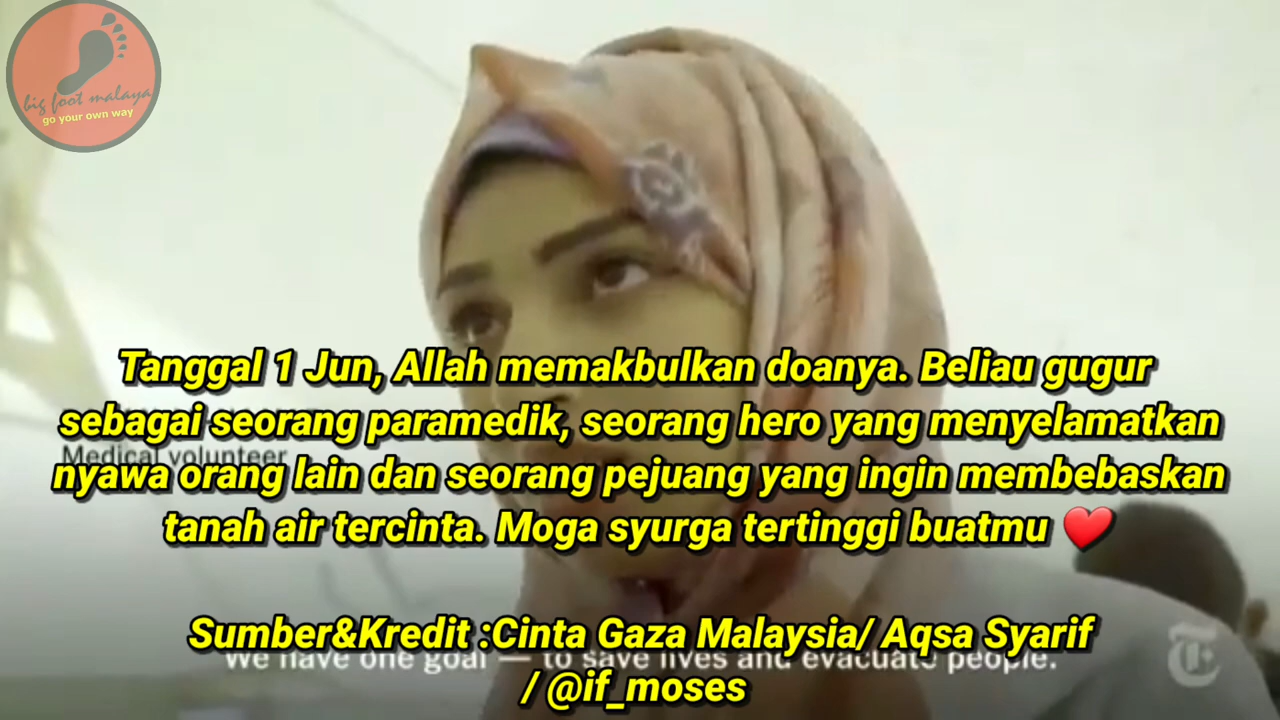 big foot malaya
go your own way
Tanggal 1 Jun, Allah memakbulkan doanya. Beliau gugur
sebagai seorang paramedik, seorang hero yang menyelamatkan
Medical volunteer
nyawa orang lain dan seorang pejuang yang ingin membebaskan
tanah air tercinta. Moga syurga tertinggi buatmu ❤️
Sumber&Kredit :Cinta Gaza Malaysia/ Aqsa Syarif
We have one goal — to save lives and evacuate people.
/ @if_moses
T